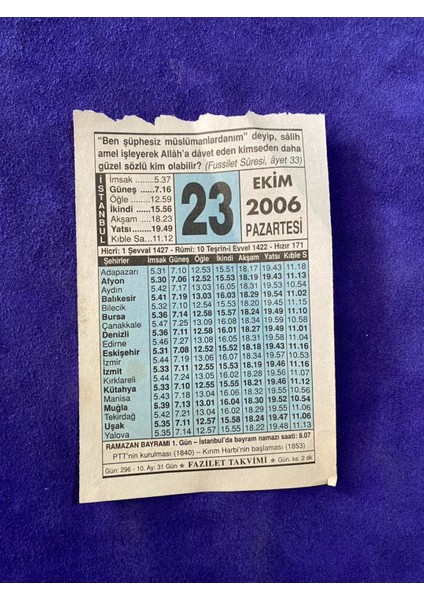 "Ben şüphesiz müslümanlardanım" deyip, sâlih
amel işleyerek Allâh'a dâvet eden kimseden daha
güzel sözlü kim olabilir? (Fussilet Sûresi, âyet 33)
İSTANBUL
İmsak ........ 5.37
Güneş ..... 7.16
Öğle ....... 12.59
İkindi ..... 15.56
Akşam .... 18.23
Yatsı ...... 19.49
Kıble Sa... 11.12
23
EKİM
2006
PAZARTESİ
Hicrî: 1 Şevval 1427 - Rûmî: 10 Teşrin-i Evvel 1422 - Hızır 171
Şehirler İmsak Güneş Öğle İkindi Akşam Yatsı Kıble S
Adapazarı 5.31 7.10 12.53 15.51 18.17 19.43 11.18
Afyon 5.30 7.06 12.52 15.53 18.19 19.43 11.13
Aydın 5.42 7.17 13.03 16.05 18.31 19.53 10.54
Balıkesir 5.41 7.19 13.03 16.03 18.29 19.54 11.02
Bilecik 5.32 7.10 12.54 15.53 18.19 19.44 11.15
Bursa 5.36 7.14 12.58 15.57 18.24 19.49 11.10
Çanakkale 5.47 7.25 13.09 16.08 18.34 19.59 10.58
Denizli 5.36 7.11 12.58 16.01 18.27 19.49 11.01
Edirne 5.46 7.27 13.08 16.05 18.31 19.58 11.04
Eskişehir 5.31 7.08 12.52 15.52 18.18 19.43 11.16
İzmir 5.44 7.19 13.06 16.07 18.34 19.57 10.53
İzmit 5.33 7.11 12.55 15.53 18.19 19.46 11.16
Kırklareli 5.44 7.24 13.05 16.02 18.28 19.56 11.07
Kütahya 5.33 7.10 12.55 15.55 18.21 19.46 11.12
Manisa 5.43 7.18 13.04 16.06 18.32 19.55 10.56
Muğla 5.39 7.13 13.01 16.04 18.30 19.52 10.54
Tekirdağ 5.42 7.21 13.04 16.02 18.28 19.55 11.06
Uşak 5.35 7.11 12.57 15.58 18.24 19.47 11.06
Yalova 5.35 7.14 12.57 15.55 18.22 19.48 11.13
RAMAZAN BAYRAMI 1. Gün – İstanbul'da bayram namazı saati: 8.07
PTT'nin kurulması (1840) – Kırım Harbi'nin başlaması (1853)
Gün: 296 - 10. Ay: 31 Gün ★ FAZİLET TAKVİMİ ★ Gün. ks. 2 dk